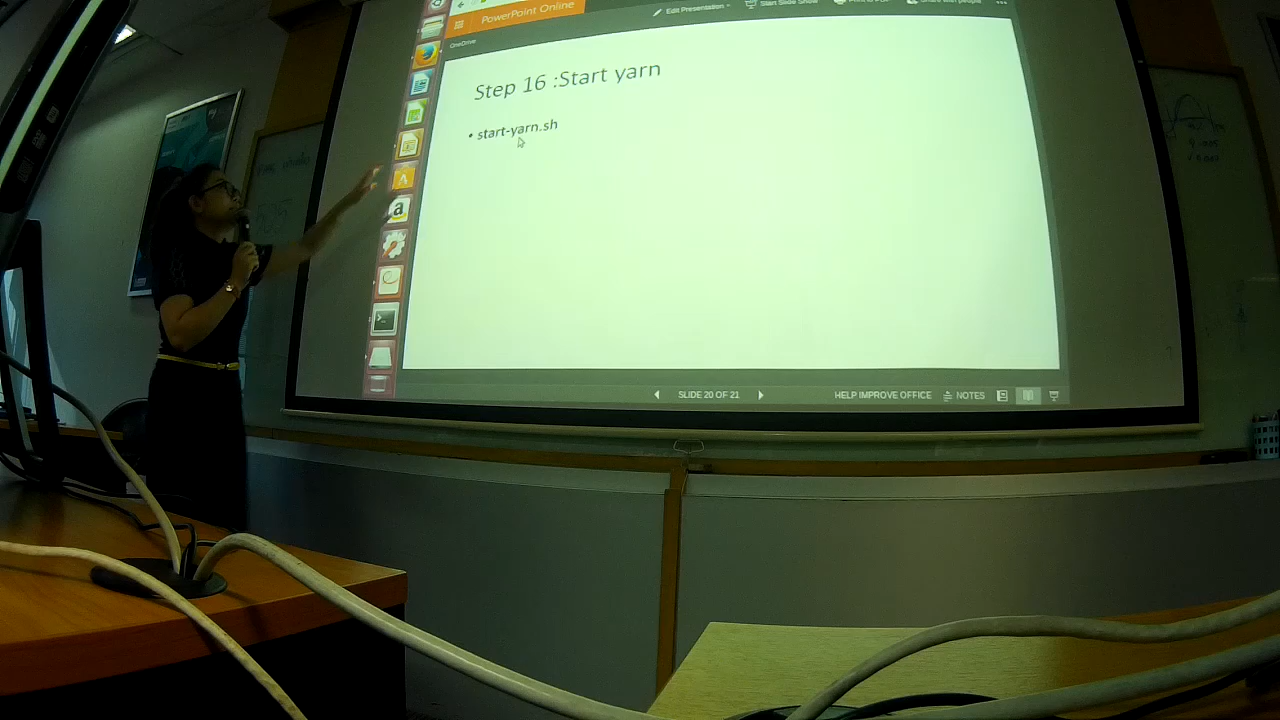 PowerPoint Online
Edit Presentation
Start Slide Show
OneDrive
Step 16 :Start yarn
• start-yarn.sh
SLIDE 20 OF 21
HELP IMPROVE OFFICE
NOTES